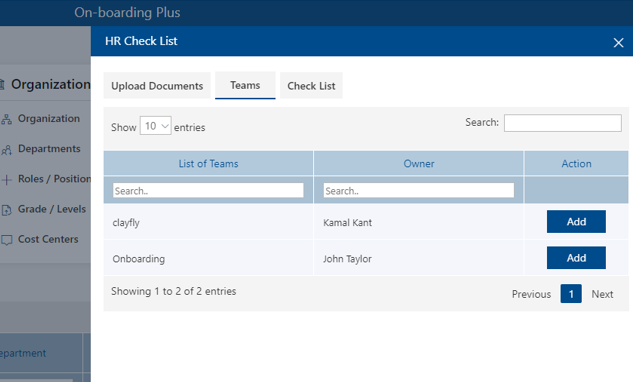 On-boarding Plus
HR Check List
Upload Documents Teams Check List
Organization
Organization
Departments
Roles / Position
Grade / Levels
Cost Centers
Show 10 entries
Search:
List of Teams Owner Action
Search.. Search..
clayfly Kamal Kant Add
Onboarding John Taylor Add
Showing 1 to 2 of 2 entries
Previous 1 Next
epartment